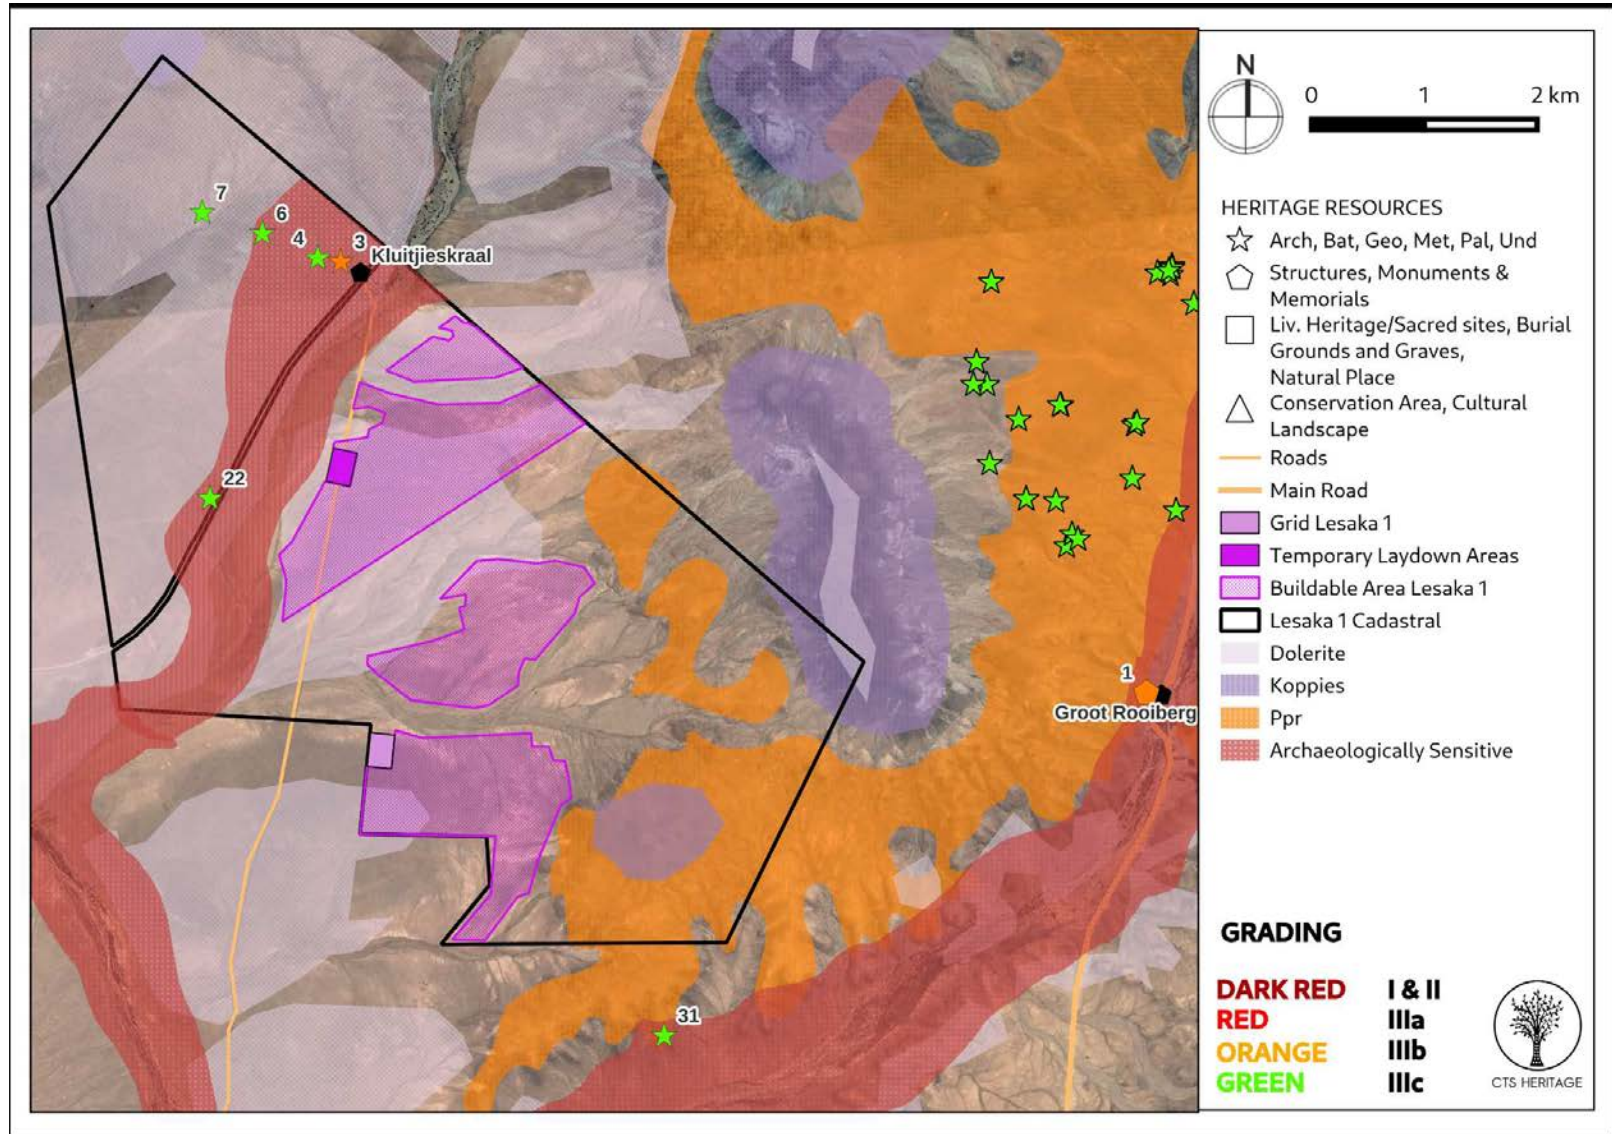 7
6
4
3
Kluitjieskraal
22
1
Groot Rooiberg
31
N
0 1 2 km
HERITAGE RESOURCES
Arch, Bat, Geo, Met, Pal, Und
Structures, Monuments &
Memorials
Liv. Heritage/Sacred sites, Burial
Grounds and Graves,
Natural Place
Conservation Area, Cultural
Landscape
Roads
Main Road
Grid Lesaka 1
Temporary Laydown Areas
Buildable Area Lesaka 1
Lesaka 1 Cadastral
Dolerite
Koppies
Ppr
Archaeologically Sensitive
GRADING
DARK RED I & II
RED IIIa
ORANGE IIIb
GREEN IIIc
CTS HERITAGE